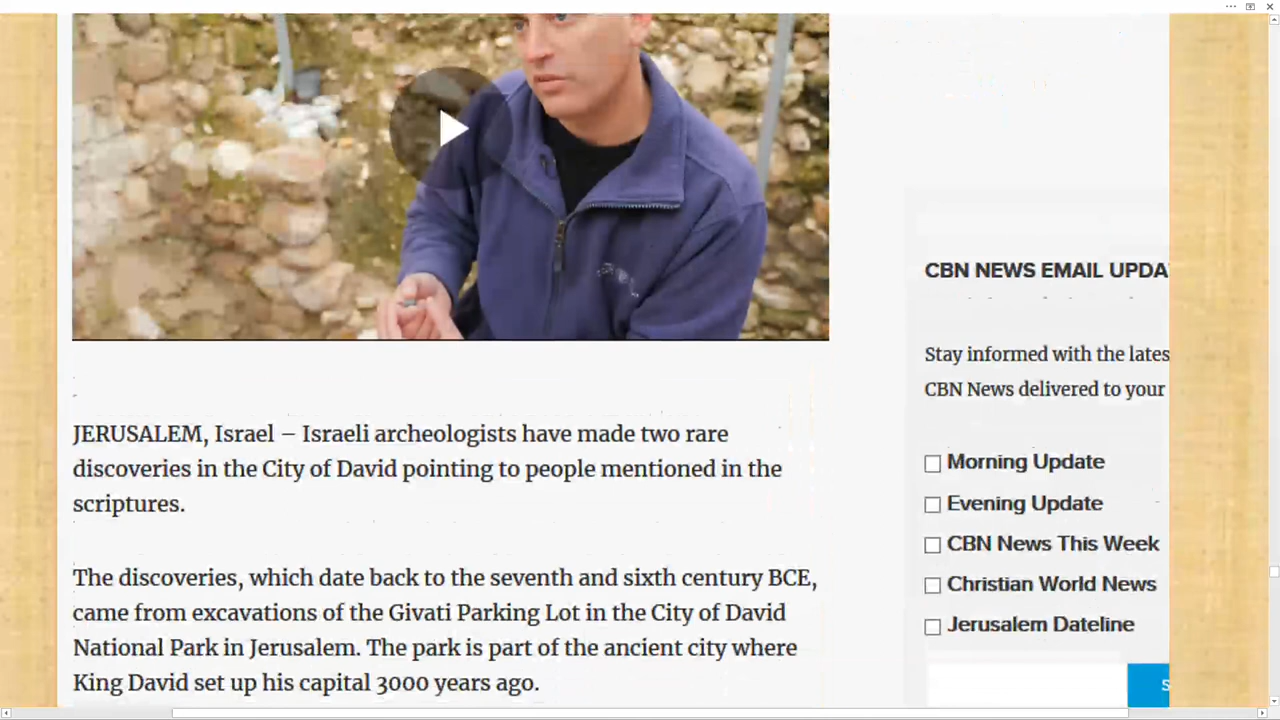 JERUSALEM, Israel – Israeli archeologists have made two rare
discoveries in the City of David pointing to people mentioned in the
scriptures.
The discoveries, which date back to the seventh and sixth century BCE,
came from excavations of the Givati Parking Lot in the City of David
National Park in Jerusalem. The park is part of the ancient city where
King David set up his capital 3000 years ago.
CBN NEWS EMAIL UPDA
Stay informed with the lates
CBN News delivered to your
Morning Update
Evening Update
CBN News This Week
Christian World News
Jerusalem Dateline
S